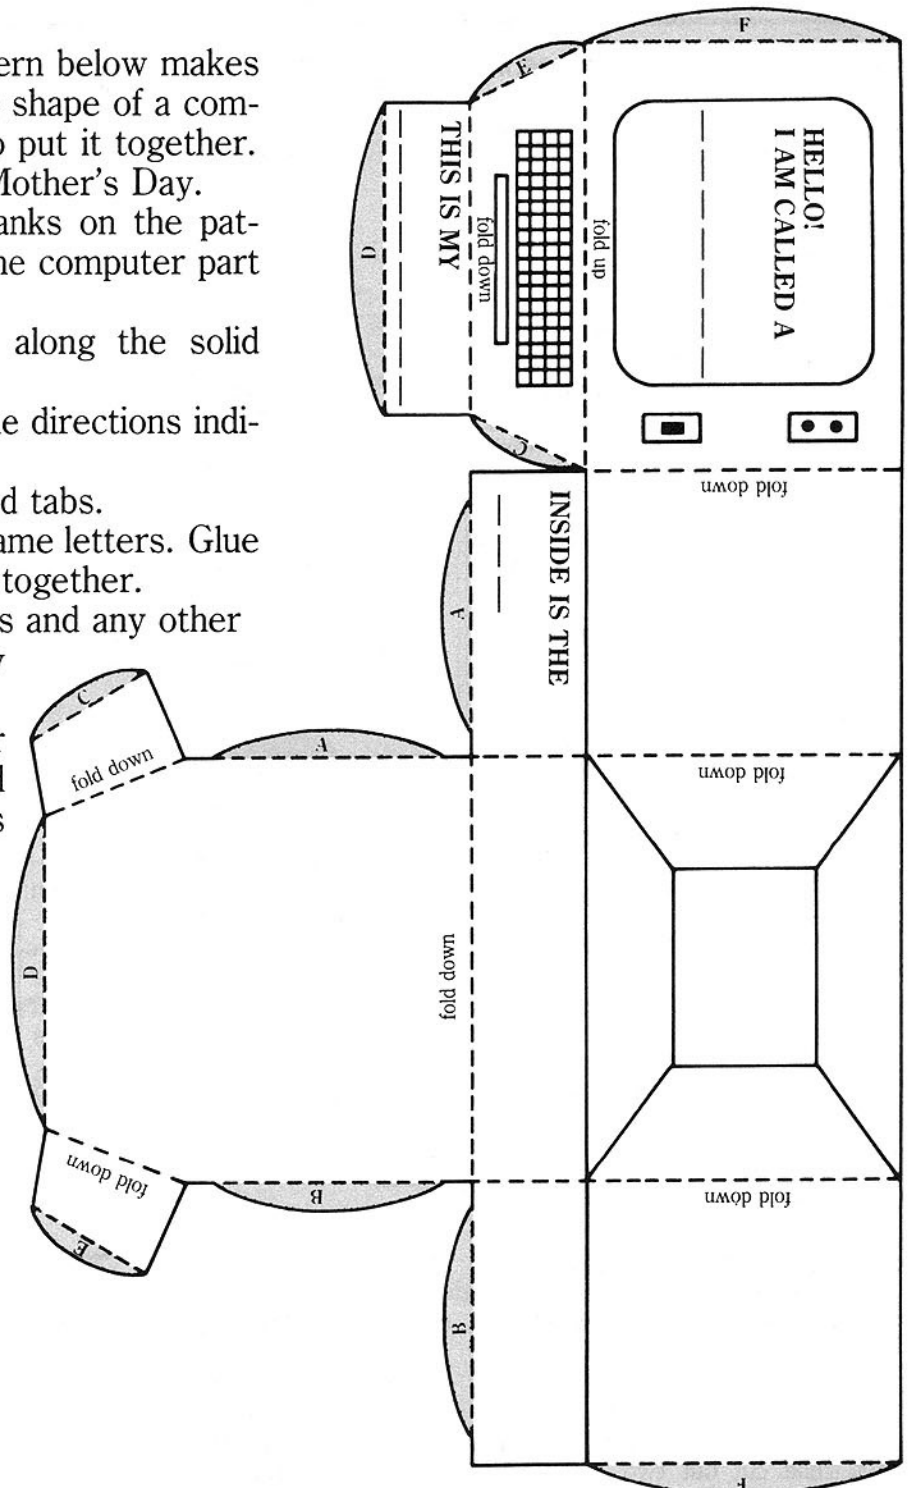 ern below makes
shape of a com-
put it together.
Mother's Day.
anks on the pat-
ne computer part
along the solid
e directions indi-
d tabs.
ame letters. Glue
together.
s and any other
F
E
THIS IS MY
D
fold down
fold up
HELLO!
I AM CALLED A
C
fold down
INSIDE IS THE
A
C
fold down
A
fold down
D
fold down
fold down
B
fold down
E
B
F